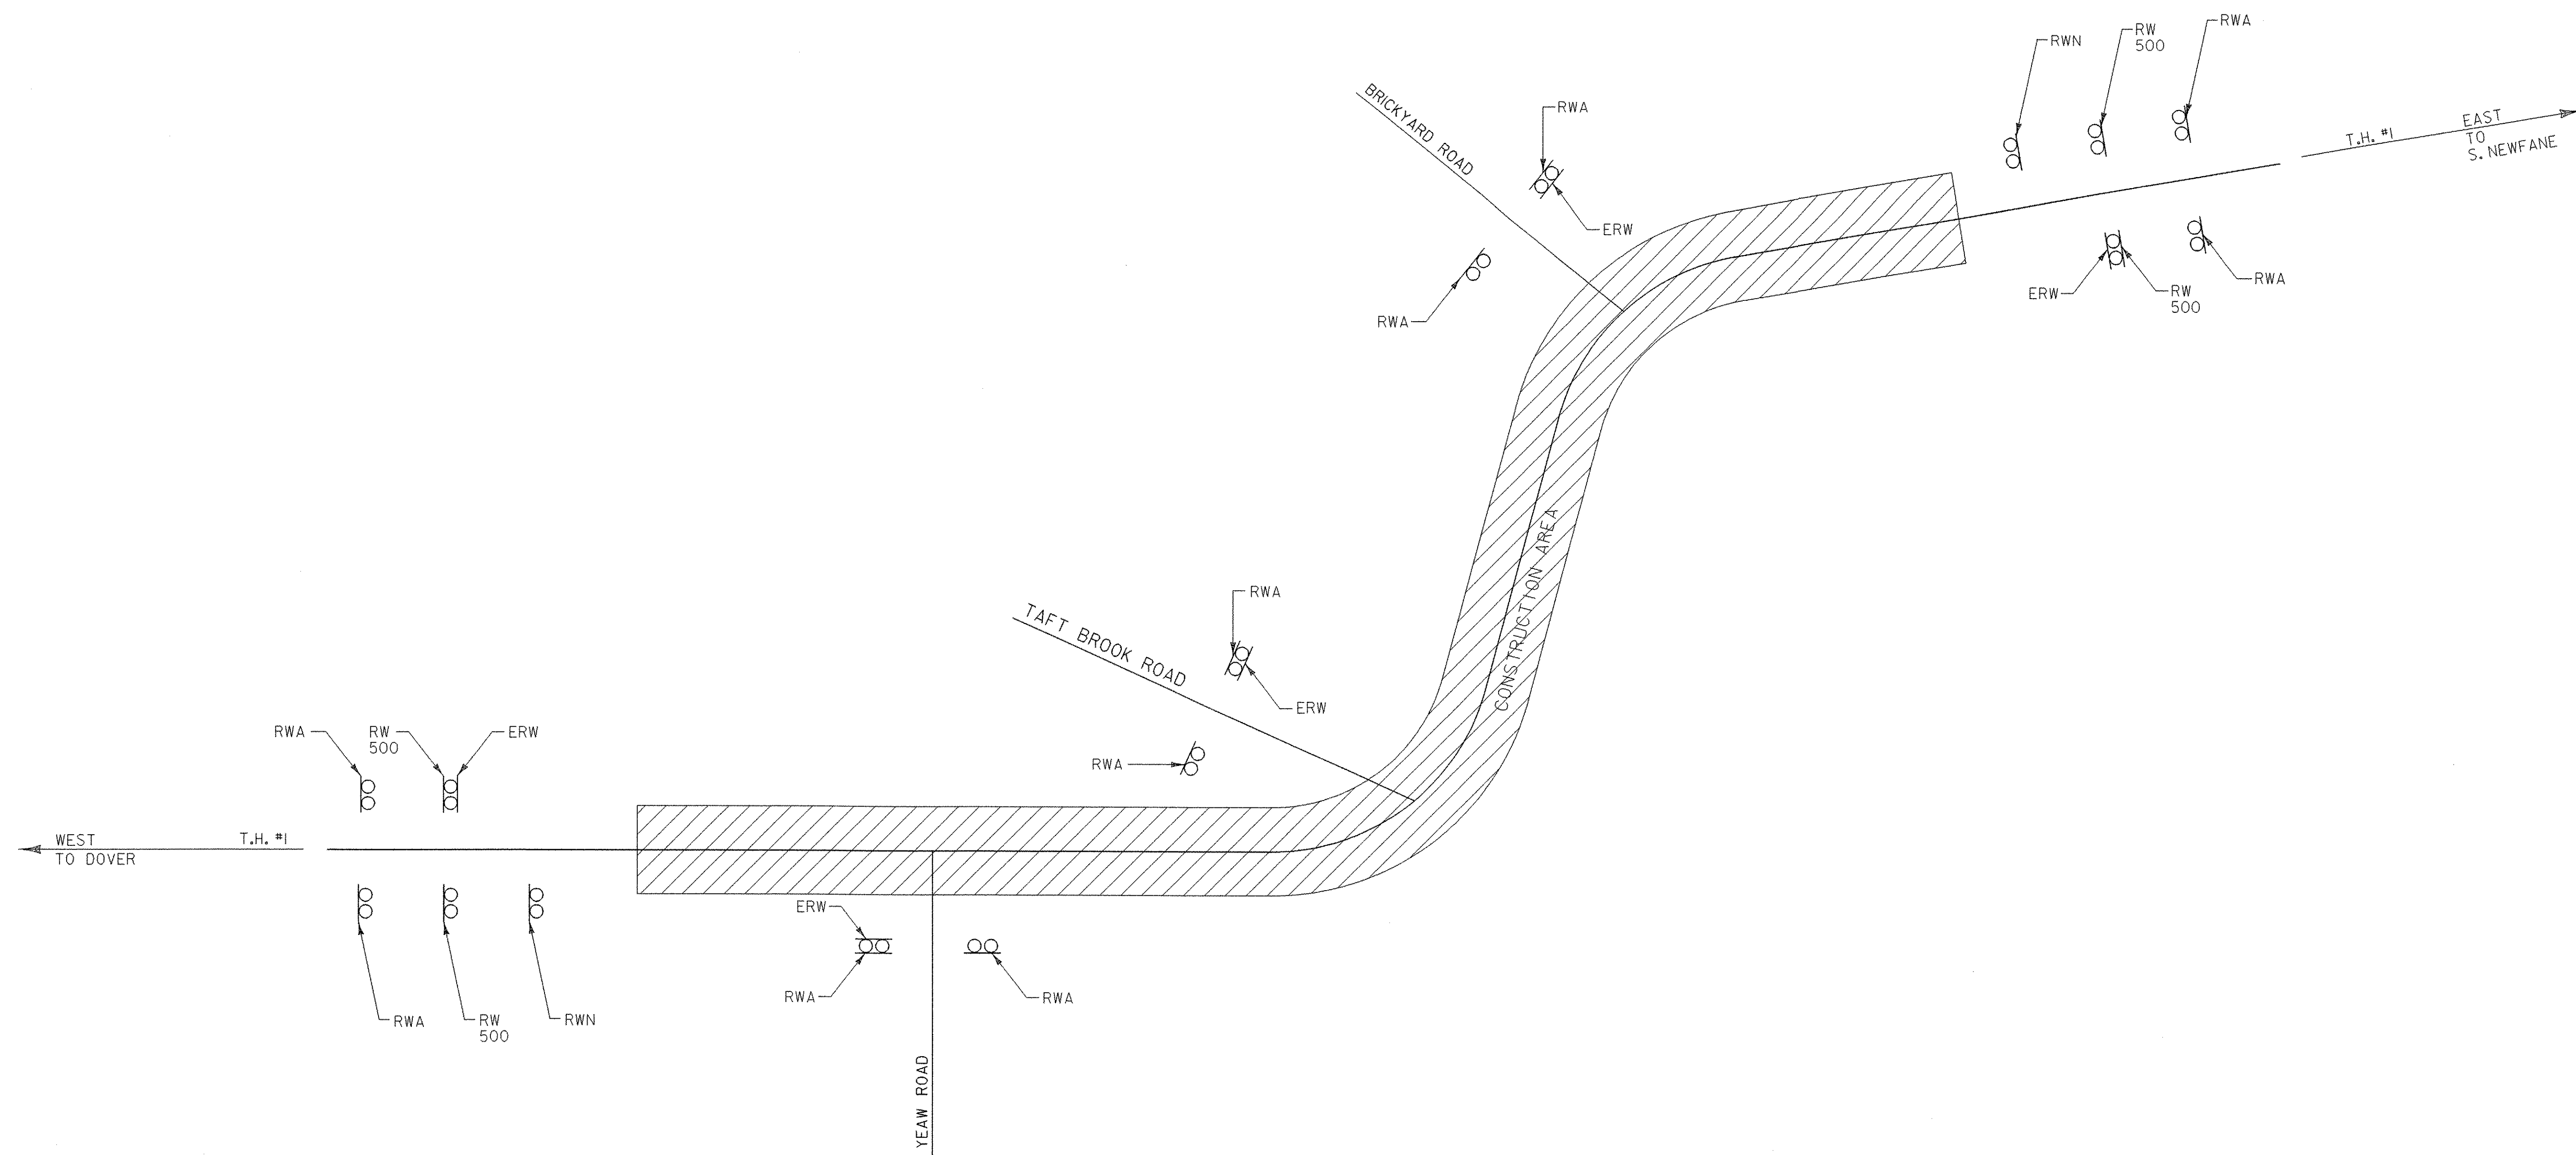 RWN
RW
500
RWA
BRICKYARD ROAD
RWA
ERW
RWA
T.H. #1
EAST
TO
S. NEWFANE
ERW
RW
500
RWA
CONSTRUCTION AREA
TAFT BROOK ROAD
RWA
ERW
RWA
RWA
RW
500
ERW
WEST
TO DOVER
T.H. #1
RWA
RW
500
RWN
ERW
RWA
RWA
YEAW ROAD